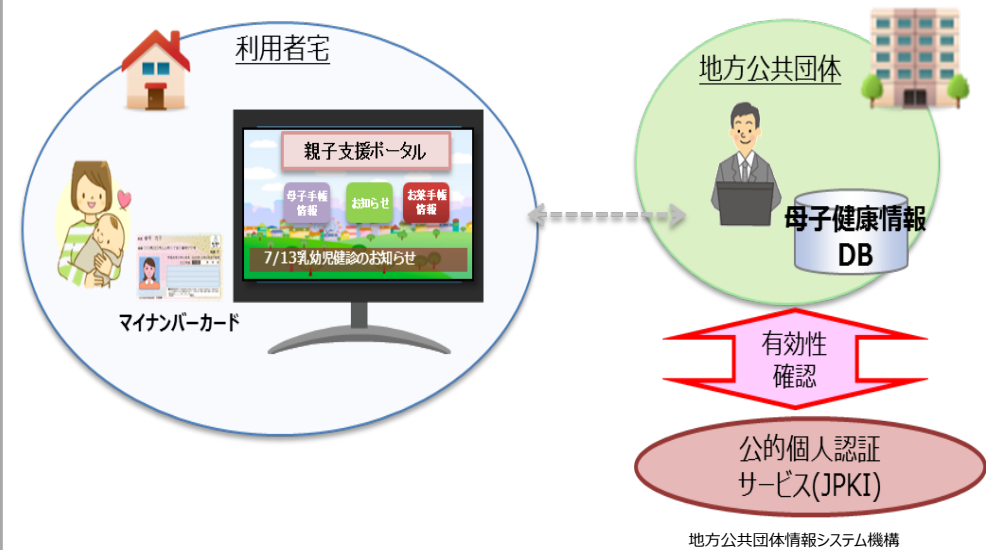 利用者宅
親子支援ポータル
母子手帳
情報
お知らせ
お薬手帳
情報
7/13乳幼児健診のお知らせ
マイナンバーカード
地方公共団体
母子健康情報
DB
有効性
確認
公的個人認証
サービス(JPKI)
地方公共団体情報システム機構